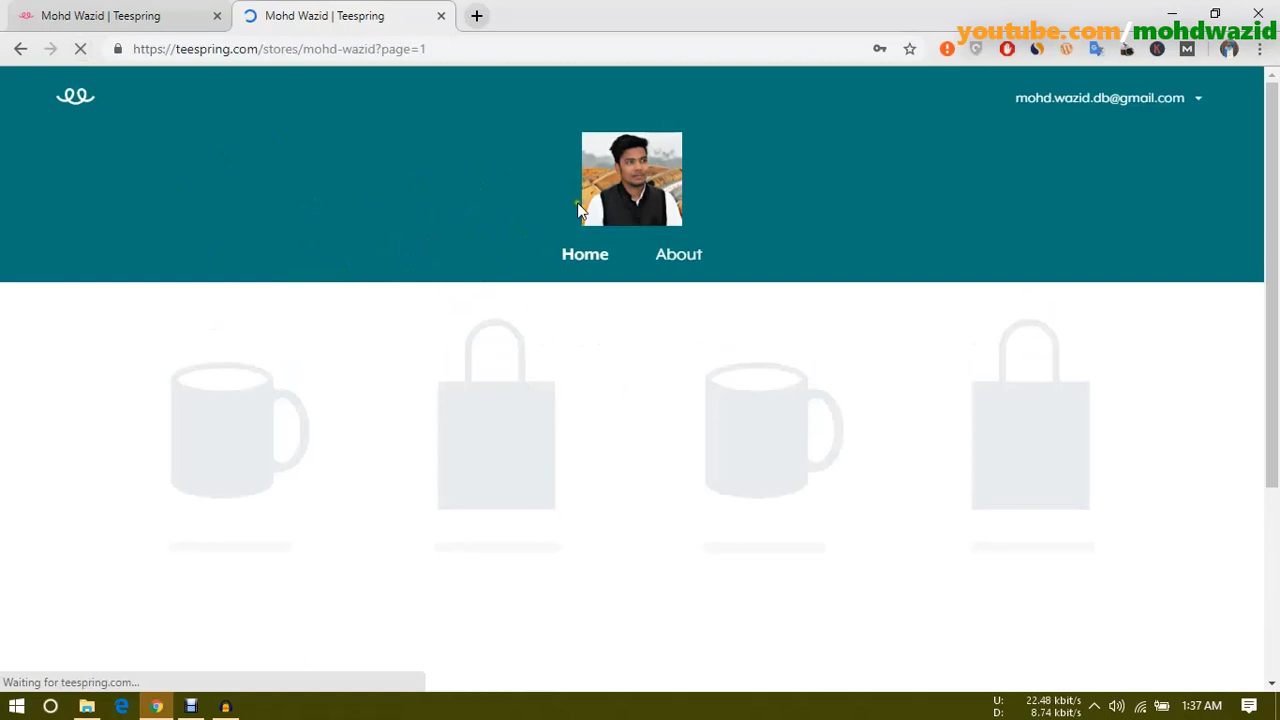 Mohd Wazid | Teespring
Mohd Wazid | Teespring
youtube.com/mohdwazid
https://teespring.com/stores/mohd-wazid?page=1
mohd.wazid.db@gmail.com
Home About
Waiting for teespring.com...
U: 22.48 kbit/s
D: 8.74 kbit/s
1:37 AM